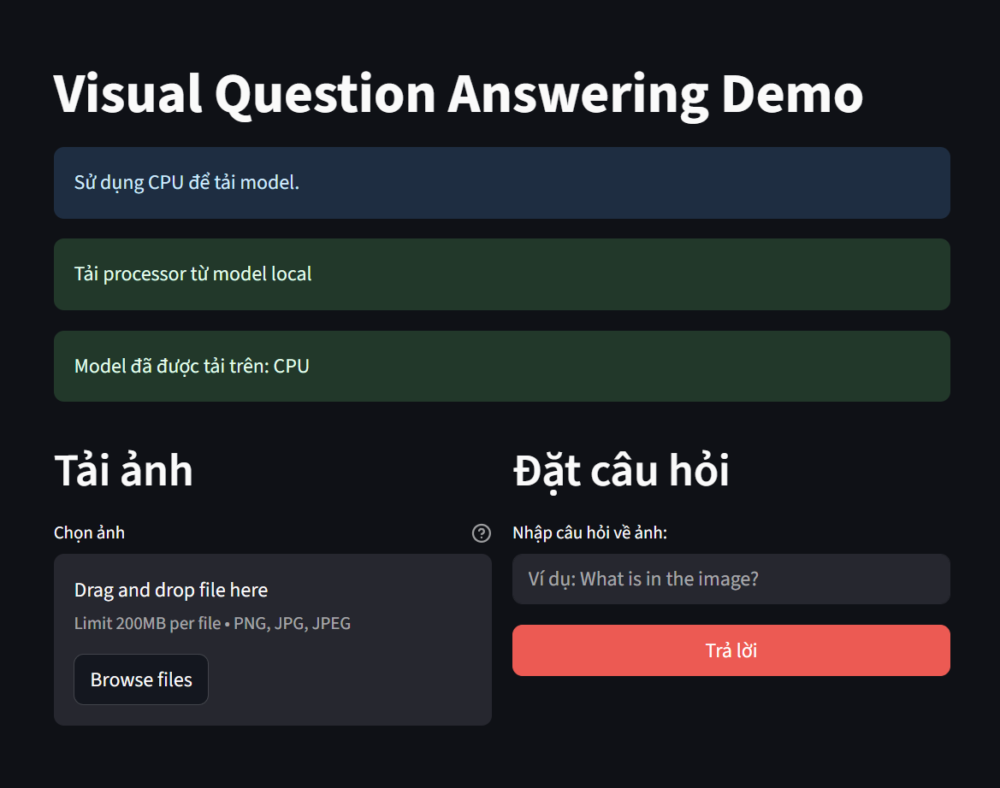 Visual Question Answering Demo
Sử dụng CPU để tải model.
Tải processor từ model local
Model đã được tải trên: CPU
Tải ảnh
Chọn ảnh
Drag and drop file here
Limit 200MB per file • PNG, JPG, JPEG
Browse files
Đặt câu hỏi
Nhập câu hỏi về ảnh:
Ví dụ: What is in the image?
Trả lời